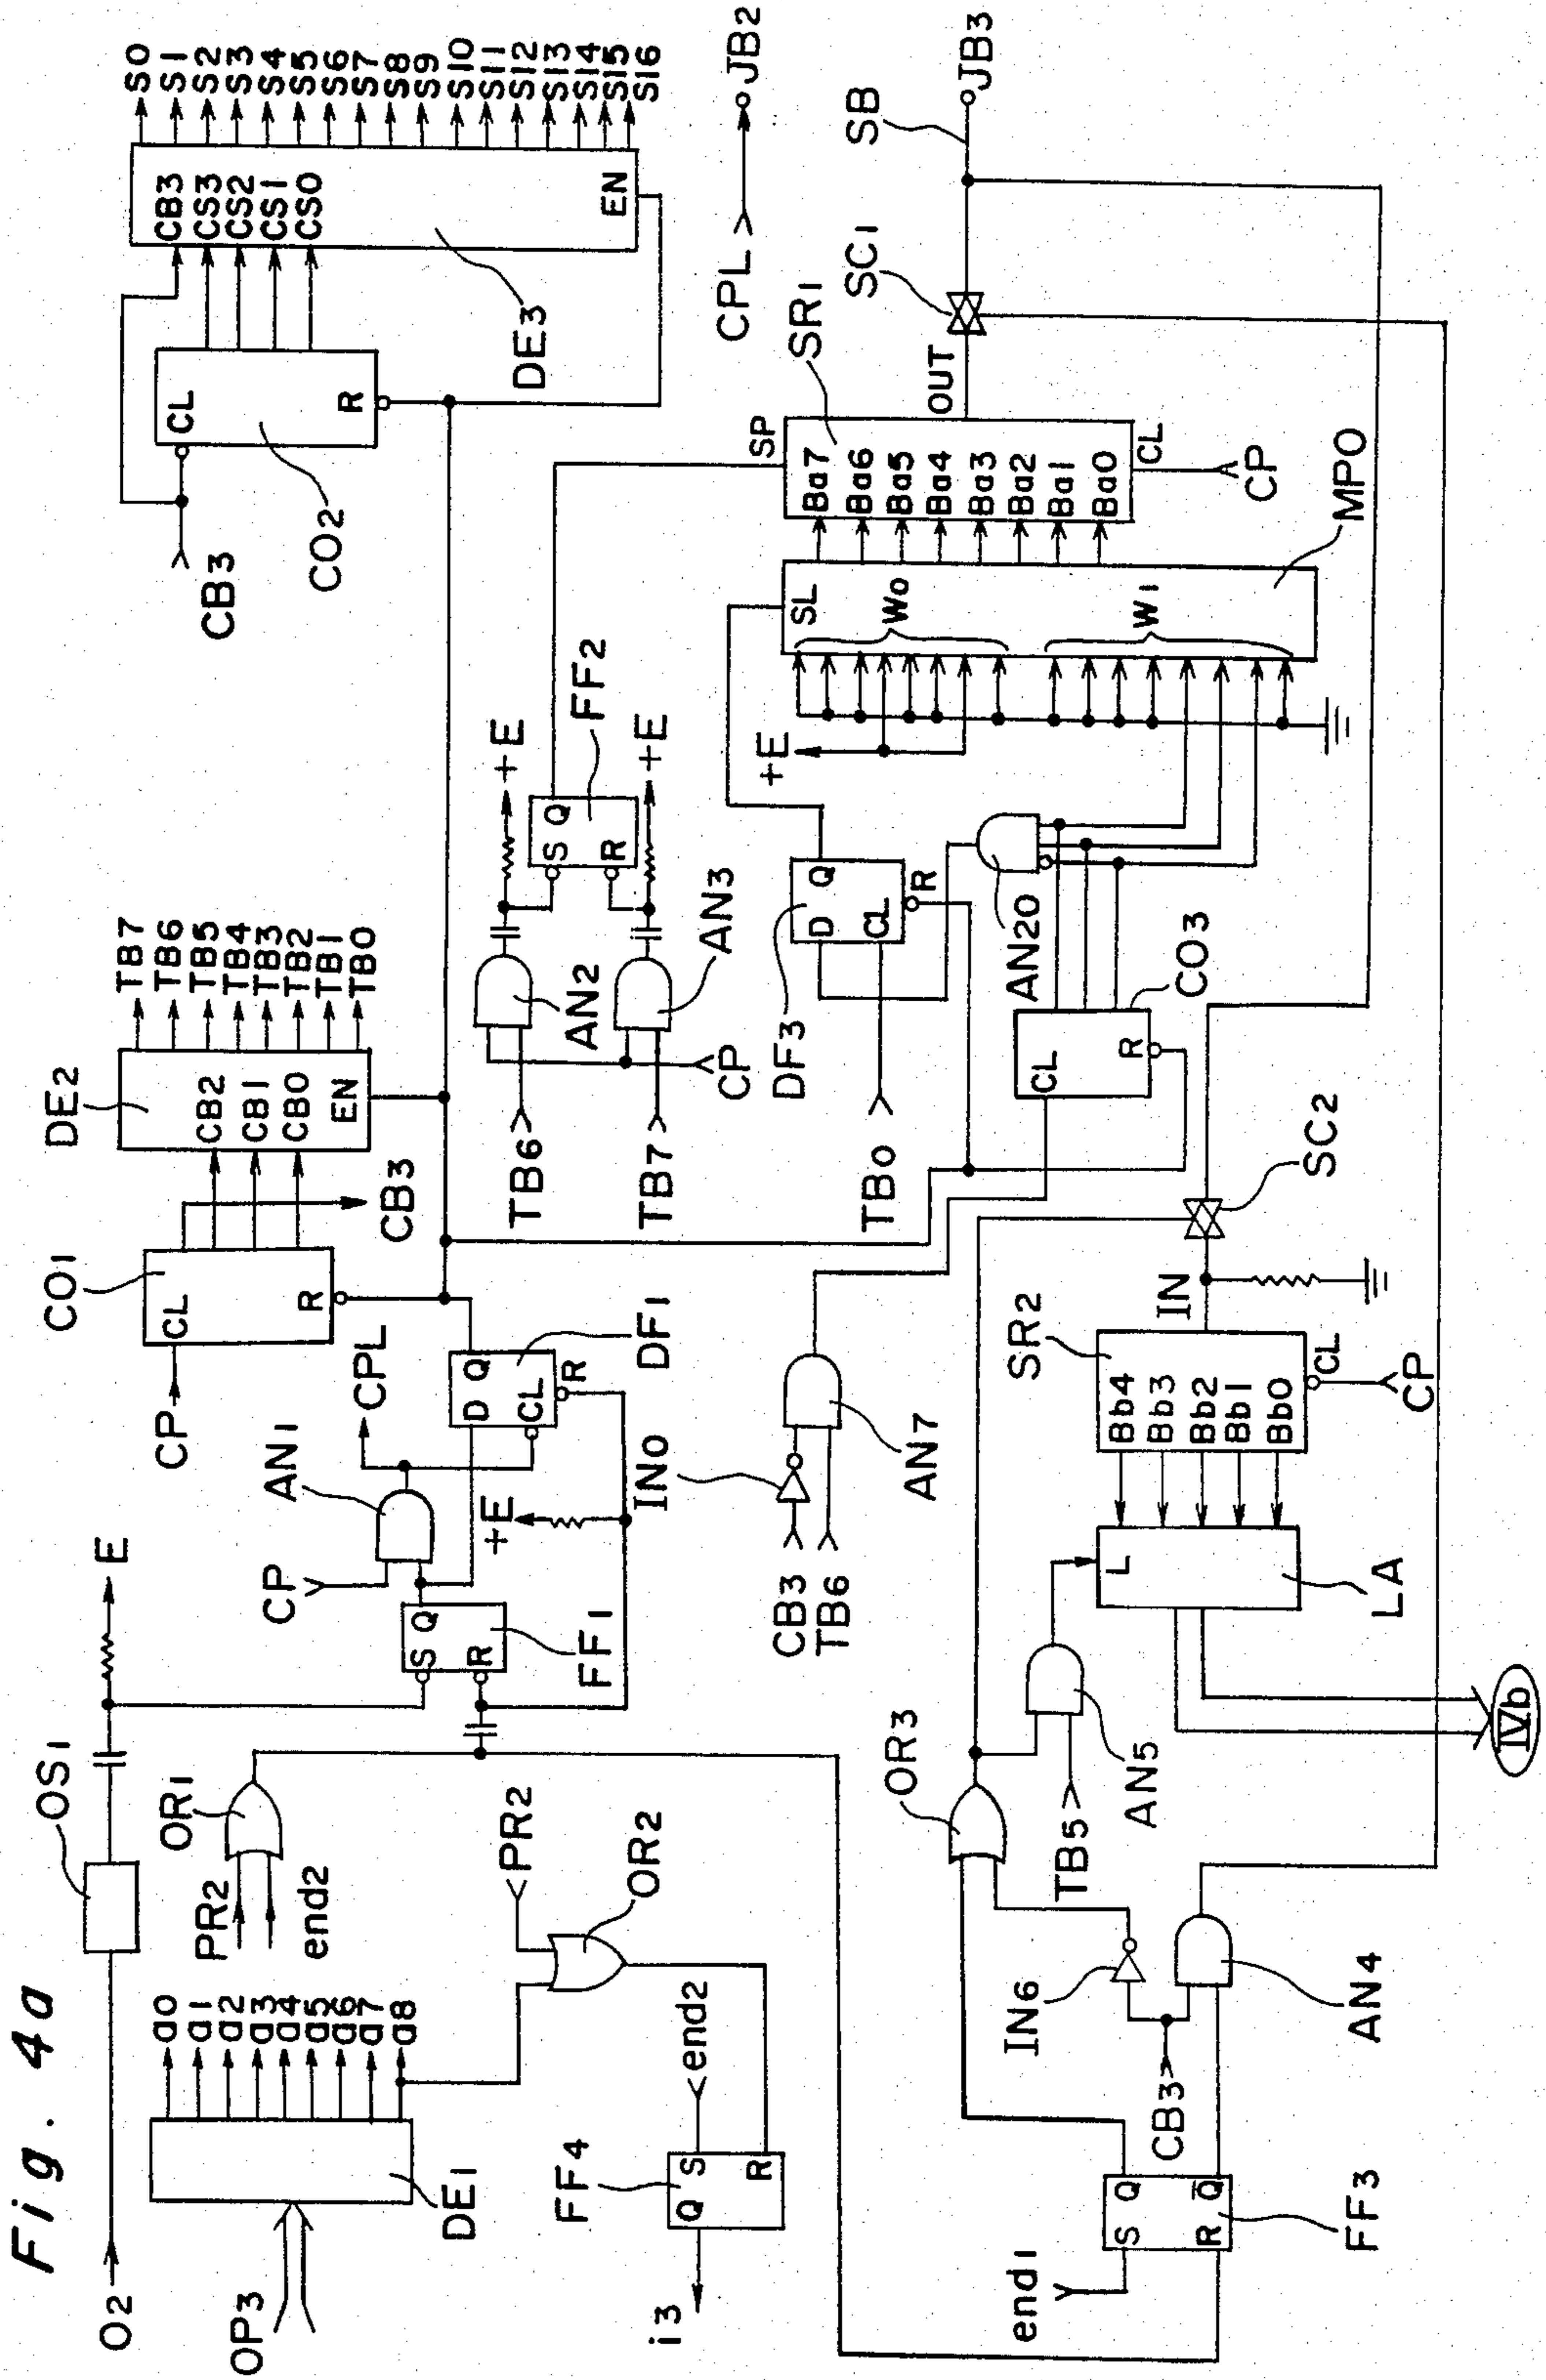 Fig. 4a
O2
OS1
E
OP3
DE1
a0
a1
a2
a3
a4
a5
a6
a7
a8
PR2
end2
OR1
PR2
OR2
end2
FF4
Q S
R
i3
CP
AN1
CPL
S Q
R
FF1
+E
D Q
CL
R
DF1
CP
CO1
CL
R
CB3
DE2
CB2
CB1
CB0
EN
TB7
TB6
TB5
TB4
TB3
TB2
TB1
TB0
CB3
CO2
CL
R
DE3
CB3
CS3
CS2
CS1
CS0
EN
S0
S1
S2
S3
S4
S5
S6
S7
S8
S9
S10
S11
S12
S13
S14
S15
S16
TB6
TB7
CP
AN2
AN3
+E
+E
S Q
R
FF2
CPL
JB2
IN0
CB3
TB6
AN7
TB0
DF3
D Q
CL
R
AN20
CO3
CL
R
+E
SL
W0
W1
MPO
SP
SR1
Ba7
Ba6
Ba5
Ba4
Ba3
Ba2
Ba1
Ba0
CL
CP
OUT
SC1
SB
JB3
end1
S Q
R Q̅
FF3
CB3
IN6
AN4
OR3
TB5
AN5
L
LA
IVb
SR2
Bb4
Bb3
Bb2
Bb1
Bb0
CL
CP
IN
SC2